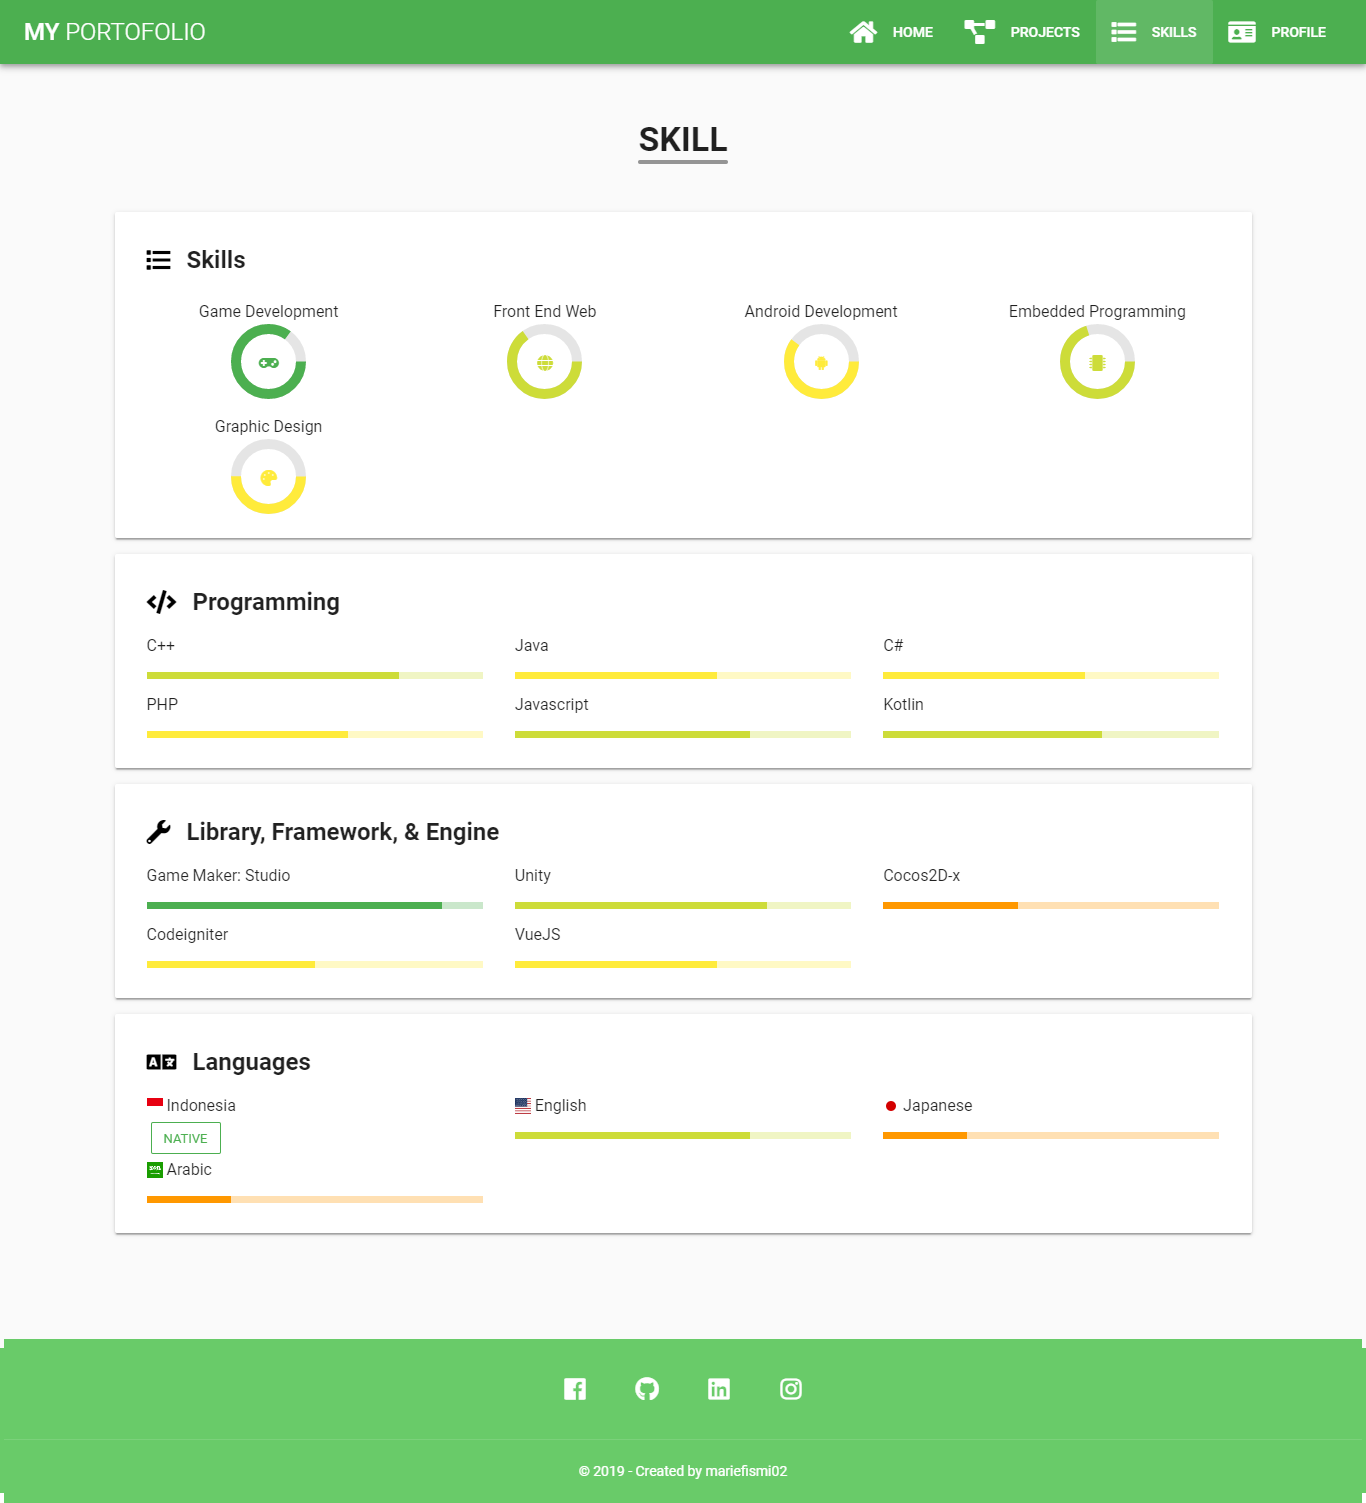 MY PORTOFOLIO
HOME
PROJECTS
SKILLS
PROFILE
SKILL
Skills
Game Development
Front End Web
Android Development
Embedded Programming
Graphic Design
Programming
C++
Java
C#
PHP
Javascript
Kotlin
Library, Framework, & Engine
Game Maker: Studio
Unity
Cocos2D-x
Codeigniter
VueJS
Languages
Indonesia
English
Japanese
NATIVE
Arabic
© 2019 - Created by mariefismi02